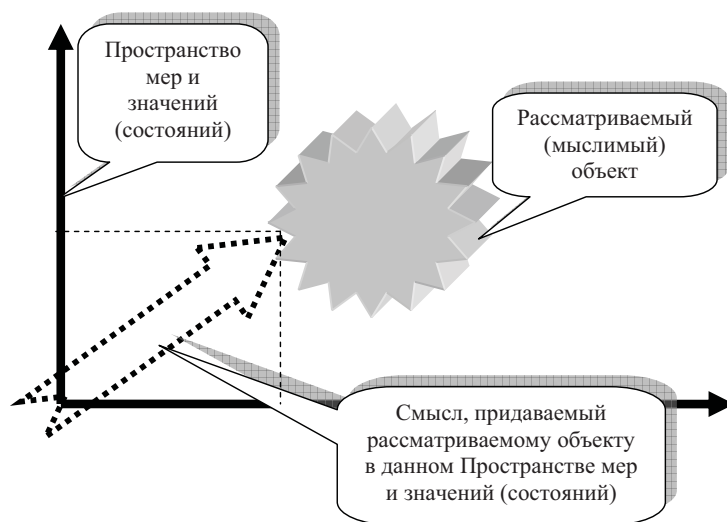 Пространство
мер и
значений
(состояний)
Рассматриваемый
(мыслимый)
объект
Смысл, придаваемый
рассматриваемому объекту
в данном Пространстве мер
и значений (состояний)